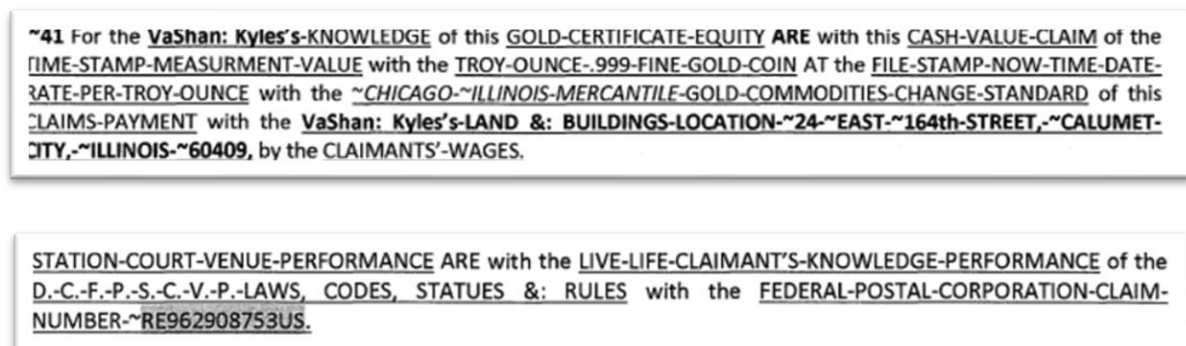 ~41 For the VaShan: Kyles's-KNOWLEDGE of this GOLD-CERTIFICATE-EQUITY ARE with this CASH-VALUE-CLAIM of the
TIME-STAMP-MEASURMENT-VALUE with the TROY-OUNCE-.999-FINE-GOLD-COIN AT the FILE-STAMP-NOW-TIME-DATE-
RATE-PER-TROY-OUNCE with the ~CHICAGO-~ILLINOIS-MERCANTILE-GOLD-COMMODITIES-CHANGE-STANDARD of this
CLAIMS-PAYMENT with the VaShan: Kyles's-LAND &: BUILDINGS-LOCATION-~24-~EAST-~164th-STREET,-~CALUMET-
CITY,-~ILLINOIS-~60409, by the CLAIMANTS'-WAGES.
STATION-COURT-VENUE-PERFORMANCE ARE with the LIVE-LIFE-CLAIMANT'S-KNOWLEDGE-PERFORMANCE of the
D.-C.-F.-P.-S.-C.-V.-P.-LAWS, CODES, STATUES &: RULES with the FEDERAL-POSTAL-CORPORATION-CLAIM-
NUMBER-~RE962908753US.